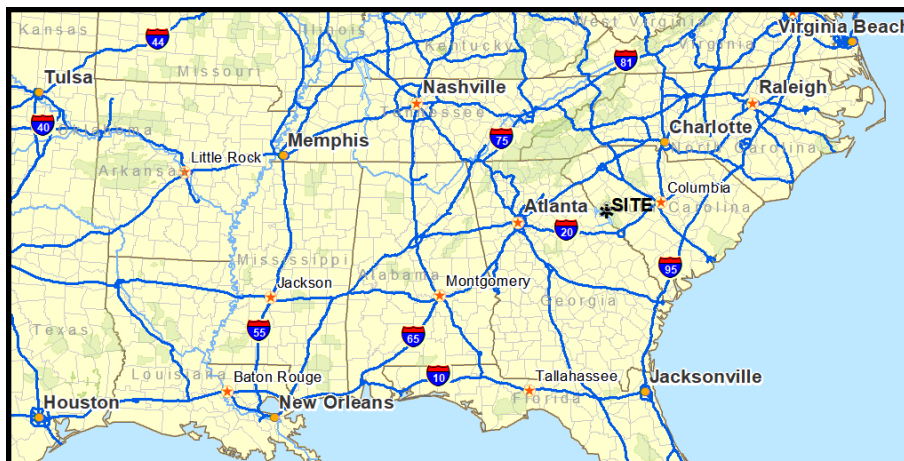 Kansas
44
Illinois
West Virginia
Virginia Beach
Kentucky
Virginia
81
Missouri
Tulsa
Nashville
Raleigh
Tennessee
40
Oklahoma
75
Charlotte
North Carolina
Memphis
Little Rock
Arkansas
Columbia
SITE
Carolina
Atlanta
20
Mississippi
95
Alabama
Jackson
Montgomery
Georgia
Texas
55
65
Louisiana
Baton Rouge
10
Tallahassee
Jacksonville
Florida
Houston
New Orleans